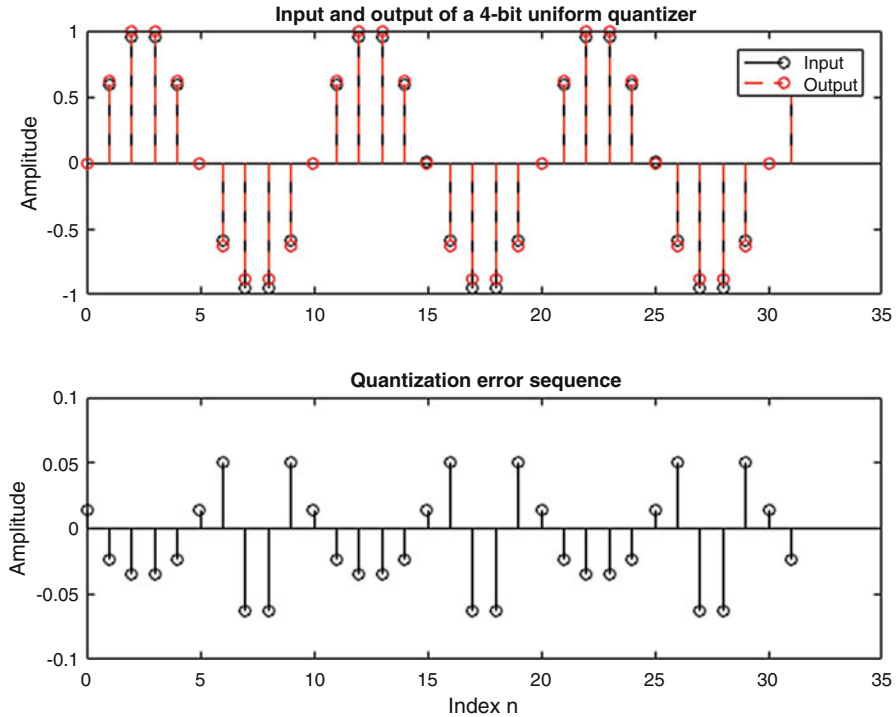 Input and output of a 4-bit uniform quantizer
1
0.5
0
-0.5
-1
Amplitude
Input
Output
0 5 10 15 20 25 30 35
Quantization error sequence
0.1
0.05
0
-0.05
-0.1
Amplitude
0 5 10 15 20 25 30 35
Index n